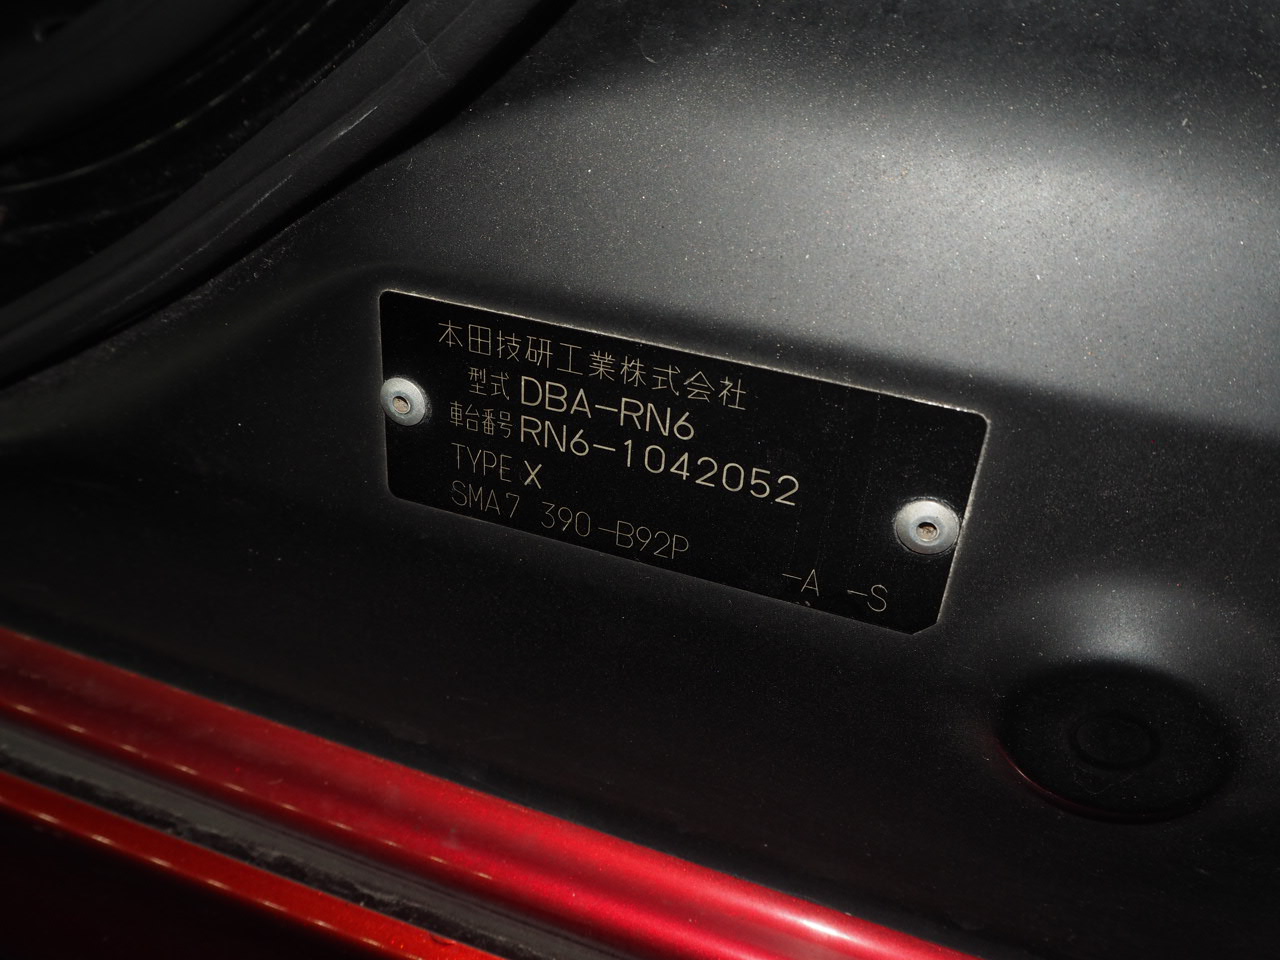 本田技研工業株式会社
型式 DBA-RN6
車台番号 RN6-1042052
TYPE X
SMA7 390-B92P
-A -S